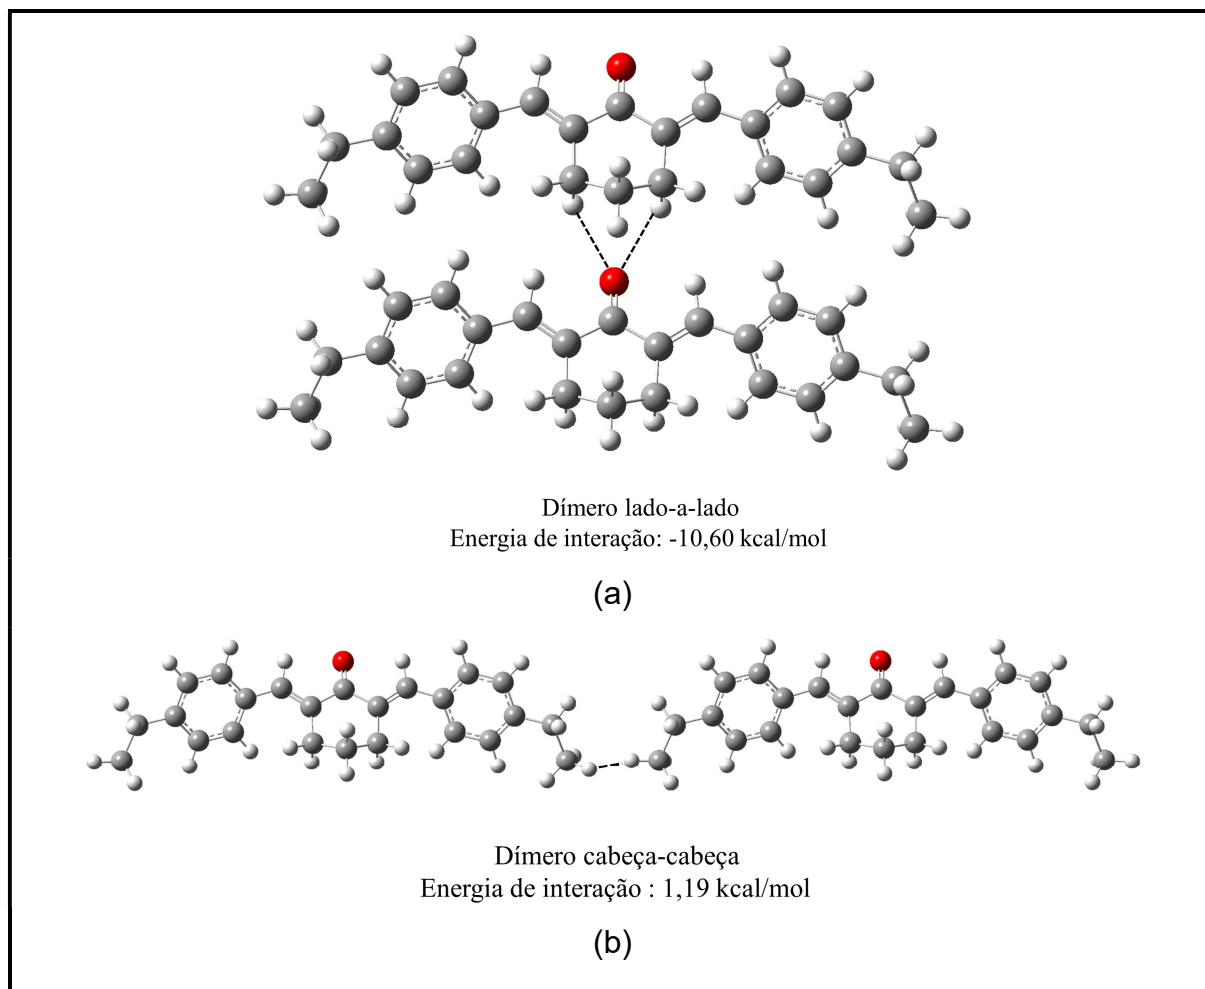 Dímero lado-a-lado
Energia de interação: -10,60 kcal/mol
(a)
Dímero cabeça-cabeça
Energia de interação : 1,19 kcal/mol
(b)